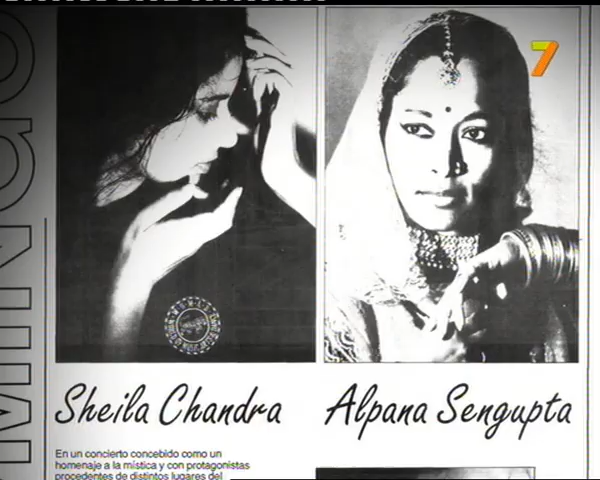 7
Sheila Chandra
Alpana Sengupta
En un concierto concebido como un
homenaje a la mística y con protagonistas
procedentes de distintos lugares del